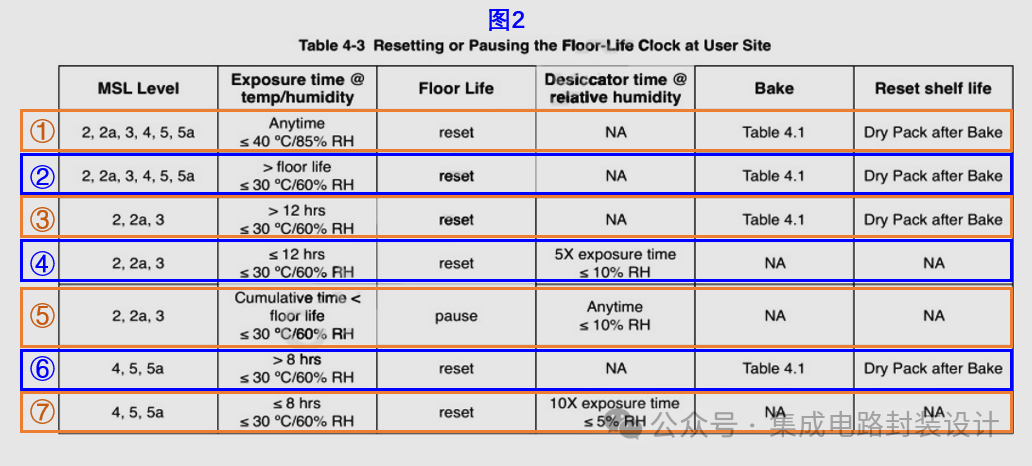 图2
Table 4-3 Resetting or Pausing the Floor-Life Clock at User Site
MSL Level
Exposure time @
temp/humidity
Floor Life
Desiccator time @
relative humidity
Bake
Reset shelf life
①
2, 2a, 3, 4, 5, 5a
Anytime
≤ 40 ºC/85% RH
reset
NA
Table 4.1
Dry Pack after Bake
②
2, 2a, 3, 4, 5, 5a
> floor life
≤ 30 ºC/60% RH
reset
NA
Table 4.1
Dry Pack after Bake
③
2, 2a, 3
> 12 hrs
≤ 30 ºC/60% RH
reset
NA
Table 4.1
Dry Pack after Bake
④
2, 2a, 3
≤ 12 hrs
≤ 30 ºC/60% RH
reset
5X exposure time
≤ 10% RH
NA
NA
⑤
2, 2a, 3
Cumulative time <
floor life
≤ 30 ºC/60% RH
pause
Anytime
≤ 10% RH
NA
NA
⑥
4, 5, 5a
> 8 hrs
≤ 30 ºC/60% RH
reset
NA
Table 4.1
Dry Pack after Bake
⑦
4, 5, 5a
≤ 8 hrs
≤ 30 ºC/60% RH
reset
10X exposure time
≤ 5% RH
NA
NA
公众号 · 集成电路封装设计